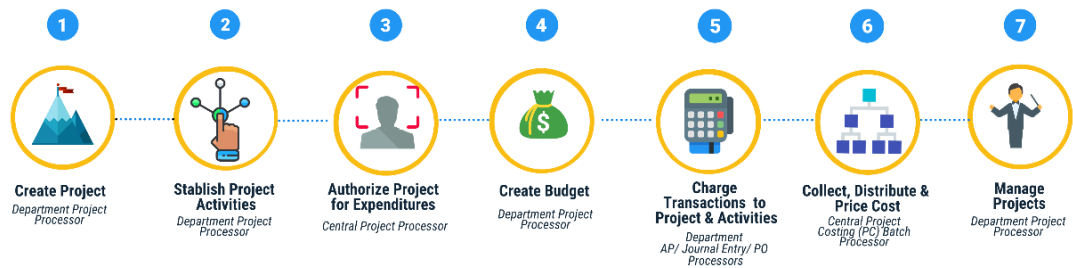 1
2
3
4
5
6
7
$
Create Project
Department Project
Processor
Stablish Project
Activities
Department Project
Processor
Authorize Project
for Expenditures
Central Project Processor
Create Budget
Department Project
Processor
Charge
Transactions to
Project & Activities
Department
AP/ Journal Entry/ PO
Processors
Collect, Distribute &
Price Cost
Central Project
Costing (PC) Batch
Processor
Manage
Projects
Department Project
Processor